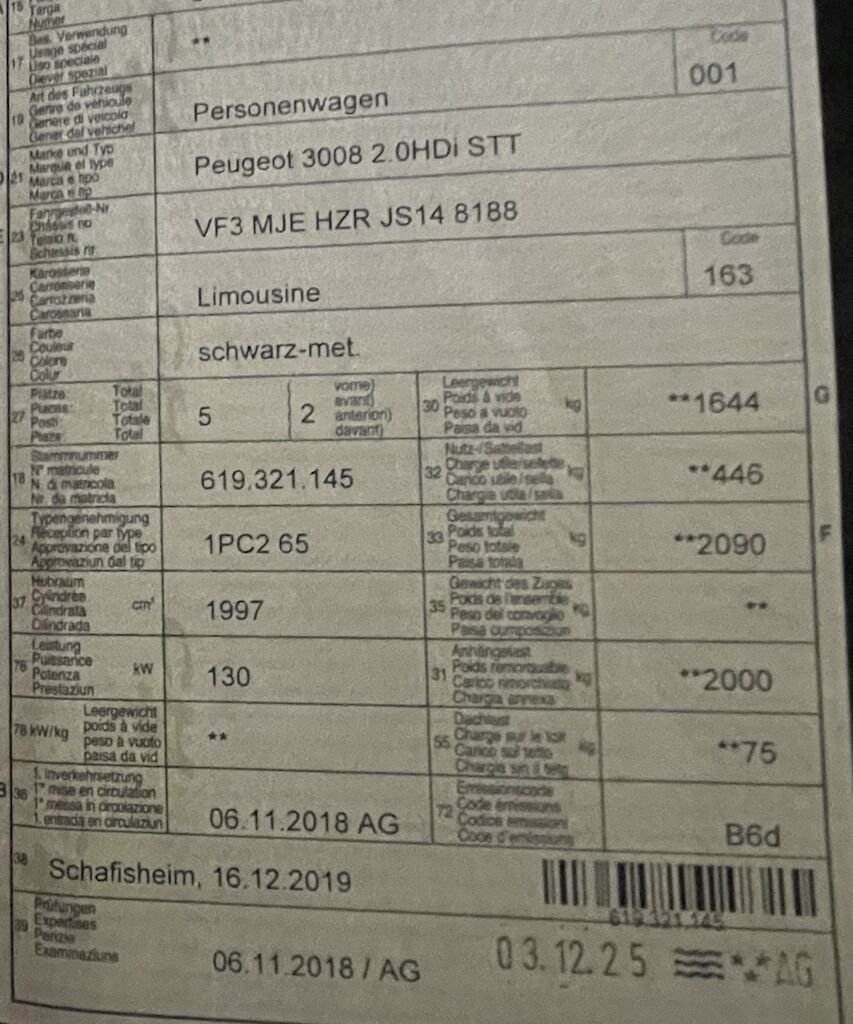 15 Targa
Numer
17 Bes. Verwendung
Usage spécial
Uso speciale
Diever spezial
**
19 Art des Fahrzeugs
Genre de véhicule
Genere di veicolo
Gener dal vehichel
Personenwagen
Code
001
21 Marke und Typ
Marque et type
Marca e tipo
Marca e tip
Peugeot 3008 2.0HDi STT
23 Fahrgestell-Nr.
Châssis no
Telaio n.
Schassis nr.
VF3 MJE HZR JS14 8188
25 Karosserie
Carrosserie
Carrozzeria
Carossaria
Limousine
Code
163
26 Farbe
Couleur
Colore
Colur
schwarz-met.
27 Plätze Total
Places: Total
Posti Totale
Plazs: Total
5
2
vorne)
avant)
anteriori)
davant)
30 Leergewicht
Poids à vide
Peso a vuoto
Paisa da vid
kg
**1644
G
18 Stammnummer
N° matricule
N. di matricola
Nr. da matricla
619.321.145
32 Nutz-/Sattellast
Charge utile/sellette
Carico utile/sella
Chargia utila/sella
kg
**446
24 Typengenehmigung
Réception par type
Approvazione del tipo
Approvaziun dal tip
1PC2 65
33 Gesamtgewicht
Poids total
Peso totale
Paisa totala
kg
**2090
F
37 Hubraum
Cylindrée
Cilindrata
Cilindrada
cm³
1997
35 Gewicht des Zuges
Poids de l'ensemble
Peso del convoglio
Paisa cumposiziun
kg
**
76 Leistung
Puissance
Potenza
Prestaziun
kW
130
31 Anhängelast
Poids remorquable
Carico rimorchiato
Chargia annexa
kg
**2000
78 kW/kg
Leergewicht
poids à vide
peso à vuoto
paisa da vid
**
55 Dachlast
Charge sur le toit
Carico sul tetto
Chargia sin il tetg
kg
**75
B
36 1. Inverkehrsetzung
1re mise en circulation
1a messa in circolazione
1. entrada en circulaziun
06.11.2018 AG
72 Emissionscode
Code émissions
Codice emissioni
Code d'emissiuns
B6d
38 Schafisheim, 16.12.2019
619.321.145
39 Prüfungen
Expertises
Perizie
Examinaziuns
06.11.2018 / AG
03.12.25 AG